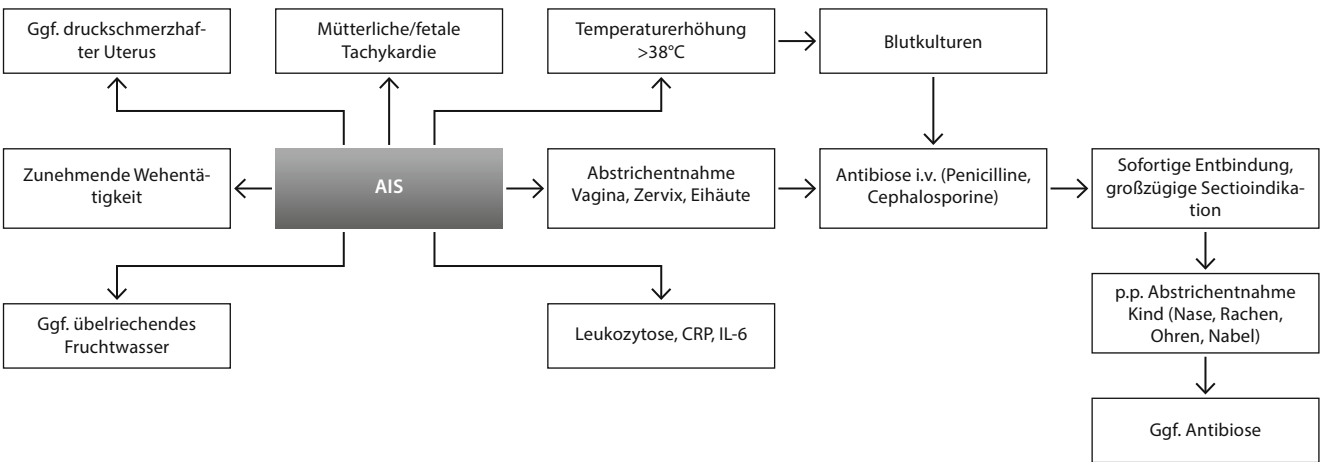 Ggf. druckschmerzhaf-
ter Uterus
Mütterliche/fetale
Tachykardie
Temperaturerhöhung
>38°C
Blutkulturen
Zunehmende Wehentä-
tigkeit
AIS
Abstrichentnahme
Vagina, Zervix, Eihäute
Antibiose i.v. (Penicilline,
Cephalosporine)
Sofortige Entbindung,
großzügige Sectioindika-
tion
Ggf. übelriechendes
Fruchtwasser
Leukozytose, CRP, IL-6
p.p. Abstrichentnahme
Kind (Nase, Rachen,
Ohren, Nabel)
Ggf. Antibiose